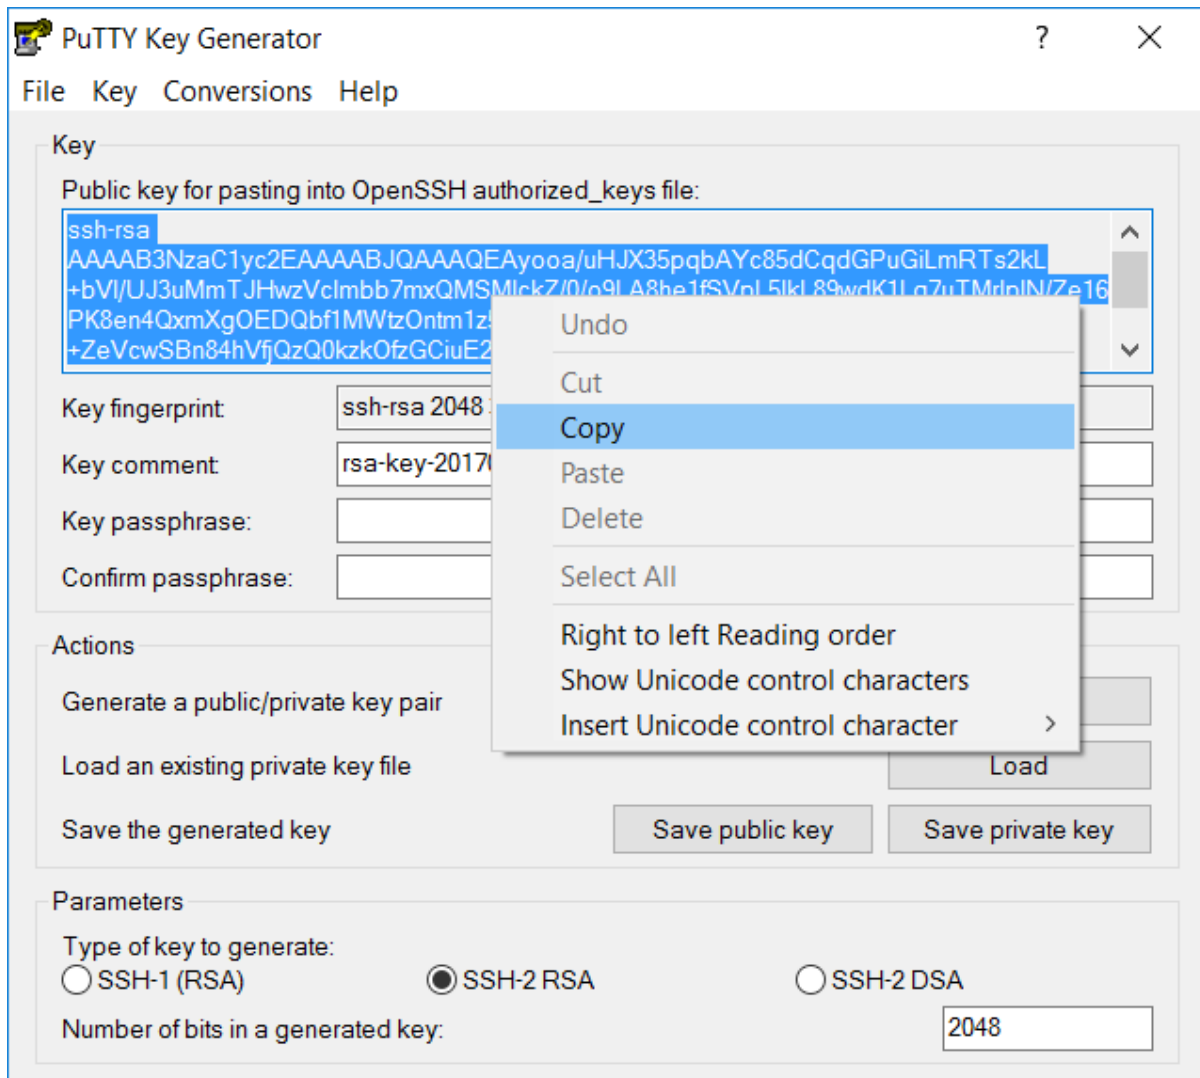 PuTTY Key Generator
?
File Key Conversions Help
Key
Public key for pasting into OpenSSH authorized_keys file:
ssh-rsa
AAAAB3NzaC1yc2EAAAABJQAAAQEAyooa/uHJX35pqbAYc85dCqdGPuGiLmRTs2kL
PK8en4QxmXgOEDQbf1MWtzOntm1z
+ZeVcwSBn84hVfjQzQ0kzkOfzGCiuE2
Key fingerprint:
ssh-rsa 2048
Key comment:
rsa-key-2017
Key passphrase:
Confirm passphrase:
Undo
Cut
Copy
Paste
Delete
Select All
Right to left Reading order
Show Unicode control characters
Insert Unicode control character
Actions
Generate a public/private key pair
Load an existing private key file
Load
Save the generated key
Save public key
Save private key
Parameters
Type of key to generate:
SSH-1 (RSA)
SSH-2 RSA
SSH-2 DSA
Number of bits in a generated key:
2048